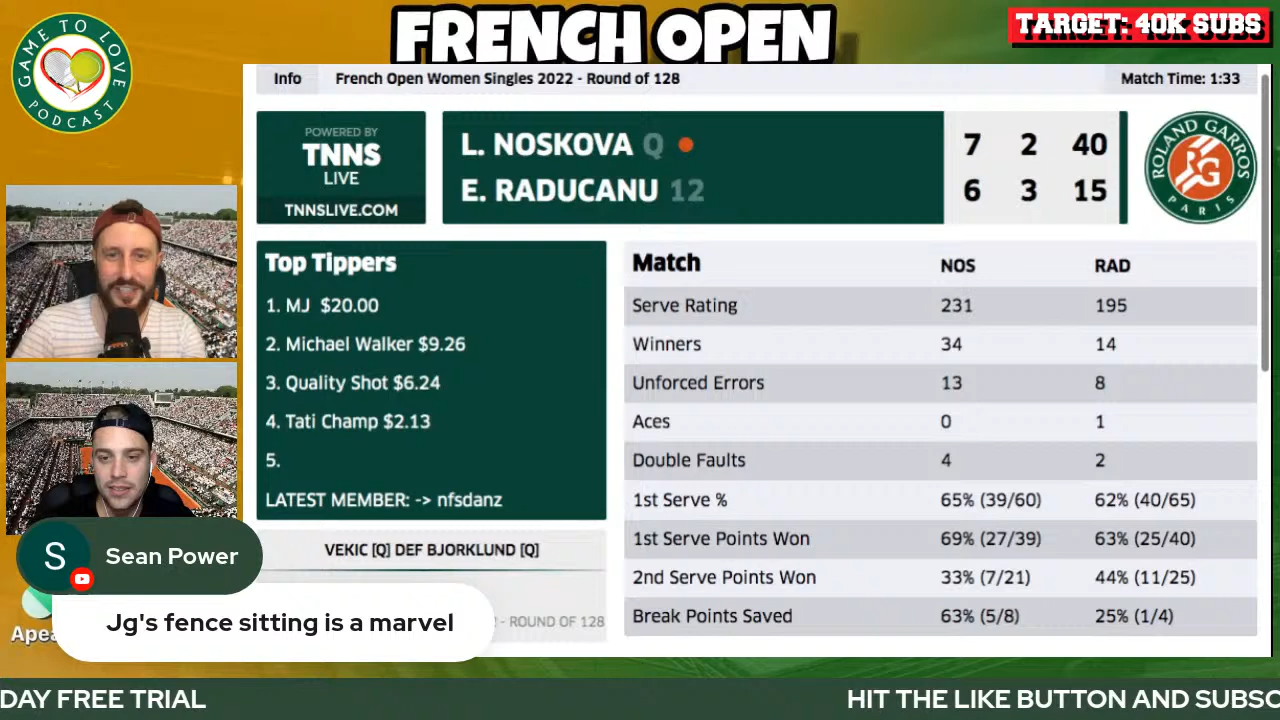 GAME TO LOVE
PODCAST
FRENCH OPEN
TARGET: 40K SUBS
Info French Open Women Singles 2022 - Round of 128 Match Time: 1:33
POWERED BY
TNNS
LIVE
TNNSLIVE.COM
L. NOSKOVA Q 7 2 40
E. RADUCANU 12 6 3 15
ROLAND GARROS
PARIS
Top Tippers
1. MJ $20.00
2. Michael Walker $9.26
3. Quality Shot $6.24
4. Tati Champ $2.13
5.
LATEST MEMBER: -> nfsdanz
VEKIC [Q] DEF BJORKLUND [Q]
- ROUND OF 128
Match NOS RAD
Serve Rating 231 195
Winners 34 14
Unforced Errors 13 8
Aces 0 1
Double Faults 4 2
1st Serve % 65% (39/60) 62% (40/65)
1st Serve Points Won 69% (27/39) 63% (25/40)
2nd Serve Points Won 33% (7/21) 44% (11/25)
Break Points Saved 63% (5/8) 25% (1/4)
S Sean Power
Jg's fence sitting is a marvel
DAY FREE TRIAL HIT THE LIKE BUTTON AND SUBSC